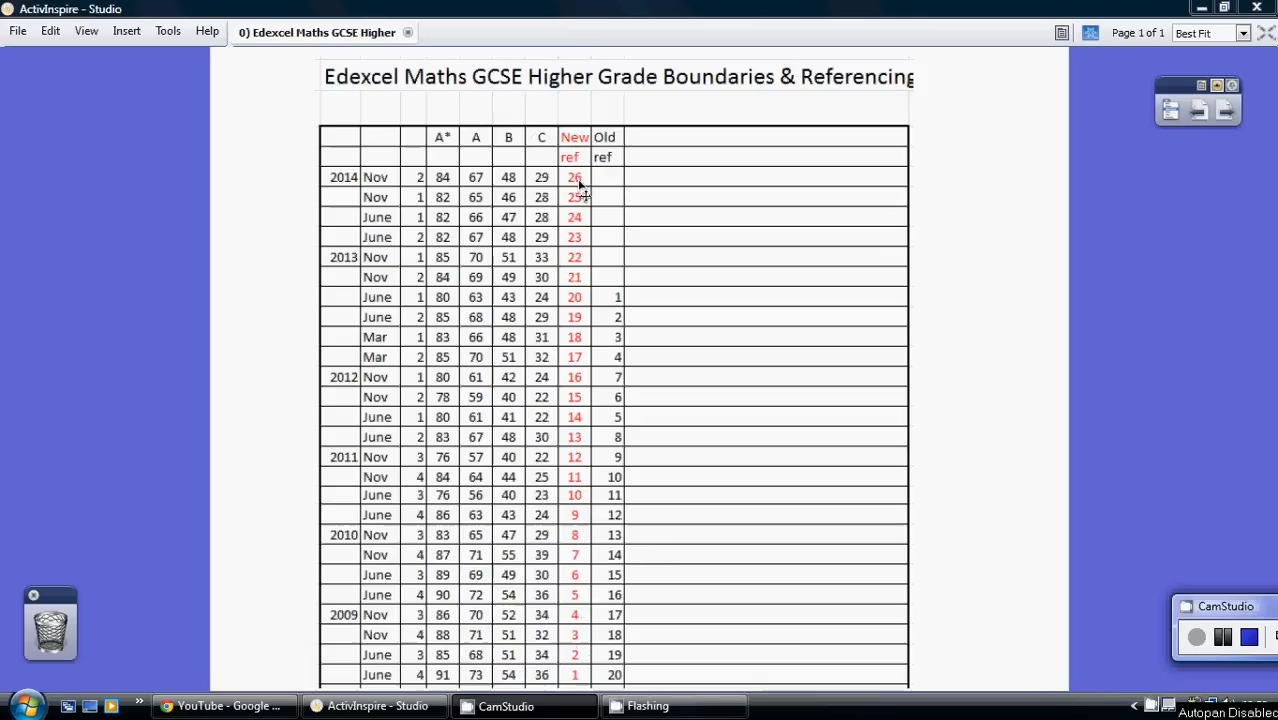 ActivInspire - Studio
File Edit View Insert Tools Help 0) Edexcel Maths GCSE Higher Page 1 of 1 Best Fit
Edexcel Maths GCSE Higher Grade Boundaries & Referencing
A* A B C New Old
ref ref
2014 Nov 2 84 67 48 29 26
Nov 1 82 65 46 28 25
June 1 82 66 47 28 24
June 2 82 67 48 29 23
2013 Nov 1 85 70 51 33 22
Nov 2 84 69 49 30 21
June 1 80 63 43 24 20 1
June 2 85 68 48 29 19 2
Mar 1 83 66 48 31 18 3
Mar 2 85 70 51 32 17 4
2012 Nov 1 80 61 42 24 16 7
Nov 2 78 59 40 22 15 6
June 1 80 61 41 22 14 5
June 2 83 67 48 30 13 8
2011 Nov 3 76 57 40 22 12 9
Nov 4 84 64 44 25 11 10
June 3 76 56 40 23 10 11
June 4 86 63 43 24 9 12
2010 Nov 3 83 65 47 29 8 13
Nov 4 87 71 55 39 7 14
June 3 89 69 49 30 6 15
June 4 90 72 54 36 5 16
2009 Nov 3 86 70 52 34 4 17
Nov 4 88 71 51 32 3 18
June 3 85 68 51 34 2 19
June 4 91 73 54 36 1 20
CamStudio
YouTube - Google ... ActivInspire - Studio CamStudio Flashing
Autopan Disabled